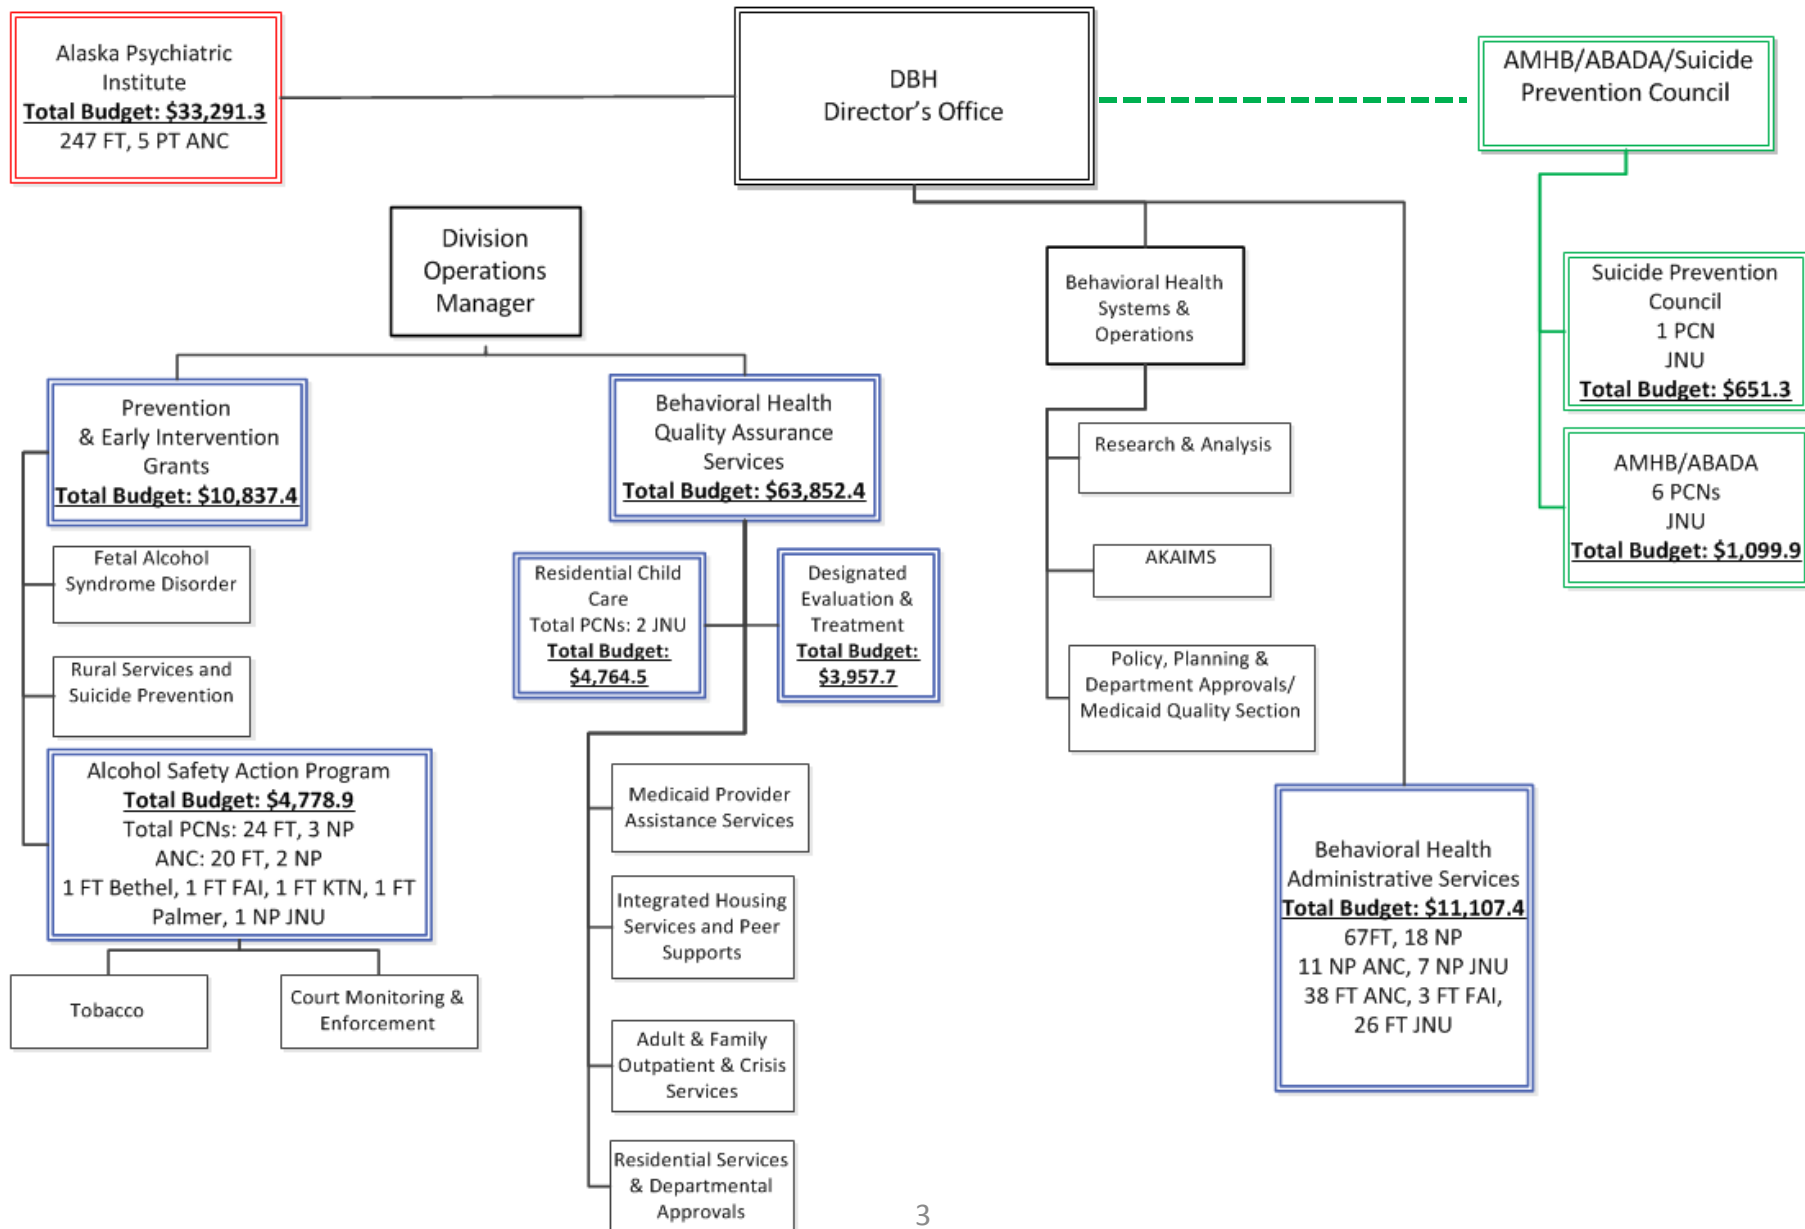 Alaska Psychiatric
Institute
Total Budget: $33,291.3
247 FT, 5 PT ANC
DBH
Director's Office
AMHB/ABADA/Suicide
Prevention Council
Division
Operations
Manager
Behavioral Health
Systems &
Operations
Suicide Prevention
Council
1 PCN
JNU
Total Budget: $651.3
Prevention
& Early Intervention
Grants
Total Budget: $10,837.4
Behavioral Health
Quality Assurance
Services
Total Budget: $63,852.4
Research & Analysis
AMHB/ABADA
6 PCNs
JNU
Total Budget: $1,099.9
Fetal Alcohol
Syndrome Disorder
Residential Child
Care
Total PCNs: 2 JNU
Total Budget:
$4,764.5
Designated
Evaluation &
Treatment
Total Budget:
$3,957.7
AKAIMS
Rural Services and
Suicide Prevention
Policy, Planning &
Department Approvals/
Medicaid Quality Section
Alcohol Safety Action Program
Total Budget: $4,778.9
Total PCNs: 24 FT, 3 NP
ANC: 20 FT, 2 NP
1 FT Bethel, 1 FT FAI, 1 FT KTN, 1 FT
Palmer, 1 NP JNU
Medicaid Provider
Assistance Services
Behavioral Health
Administrative Services
Total Budget: $11,107.4
67FT, 18 NP
11 NP ANC, 7 NP JNU
38 FT ANC, 3 FT FAI,
26 FT JNU
Integrated Housing
Services and Peer
Supports
Tobacco
Court Monitoring &
Enforcement
Adult & Family
Outpatient & Crisis
Services
Residential Services
& Departmental
Approvals
3